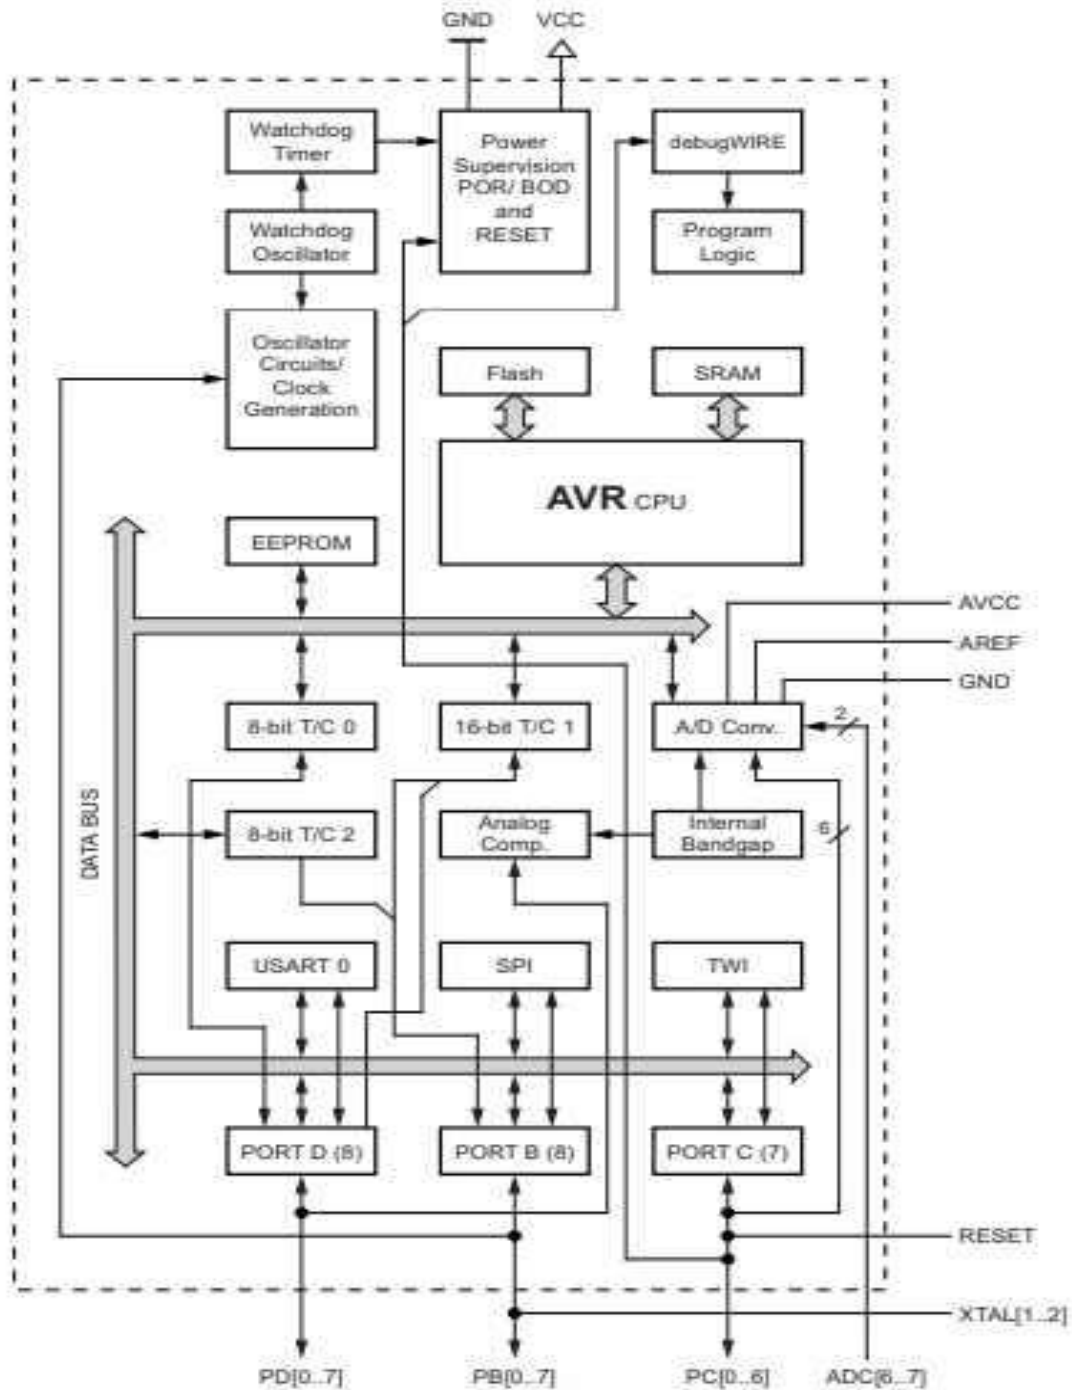 GND
VCC
Watchdog
Timer
Power
Supervision
POR/ BOD
and
RESET
debugWIRE
Watchdog
Oscillator
Program
Logic
Oscillator
Circuits/
Clock
Generation
Flash
SRAM
AVR CPU
EEPROM
AVCC
AREF
GND
8-bit T/C 0
16-bit T/C 1
A/D Conv.
2
DATA BUS
8-bit T/C 2
Analog
Comp.
Internal
Bandgap
6
USART 0
SPI
TWI
PORT D (8)
PORT B (8)
PORT C (7)
RESET
XTAL[1..2]
PD[0..7]
PB[0..7]
PC[0..6]
ADC[6..7]